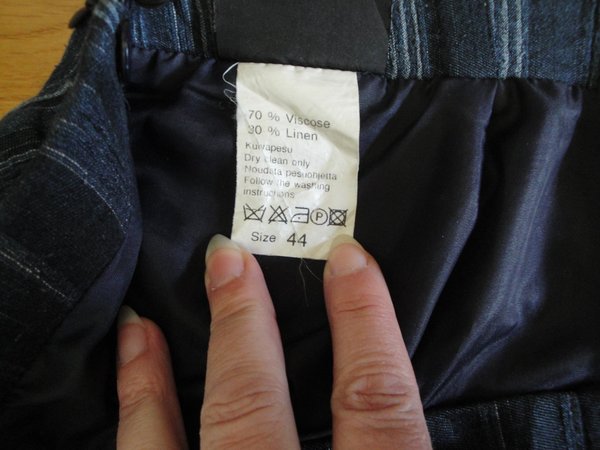 70 % Viscose
30 % Linen
Kuivapesu
Dry clean only
Noudata pesuohjetta
Follow the washing
instructions
P
Size 44